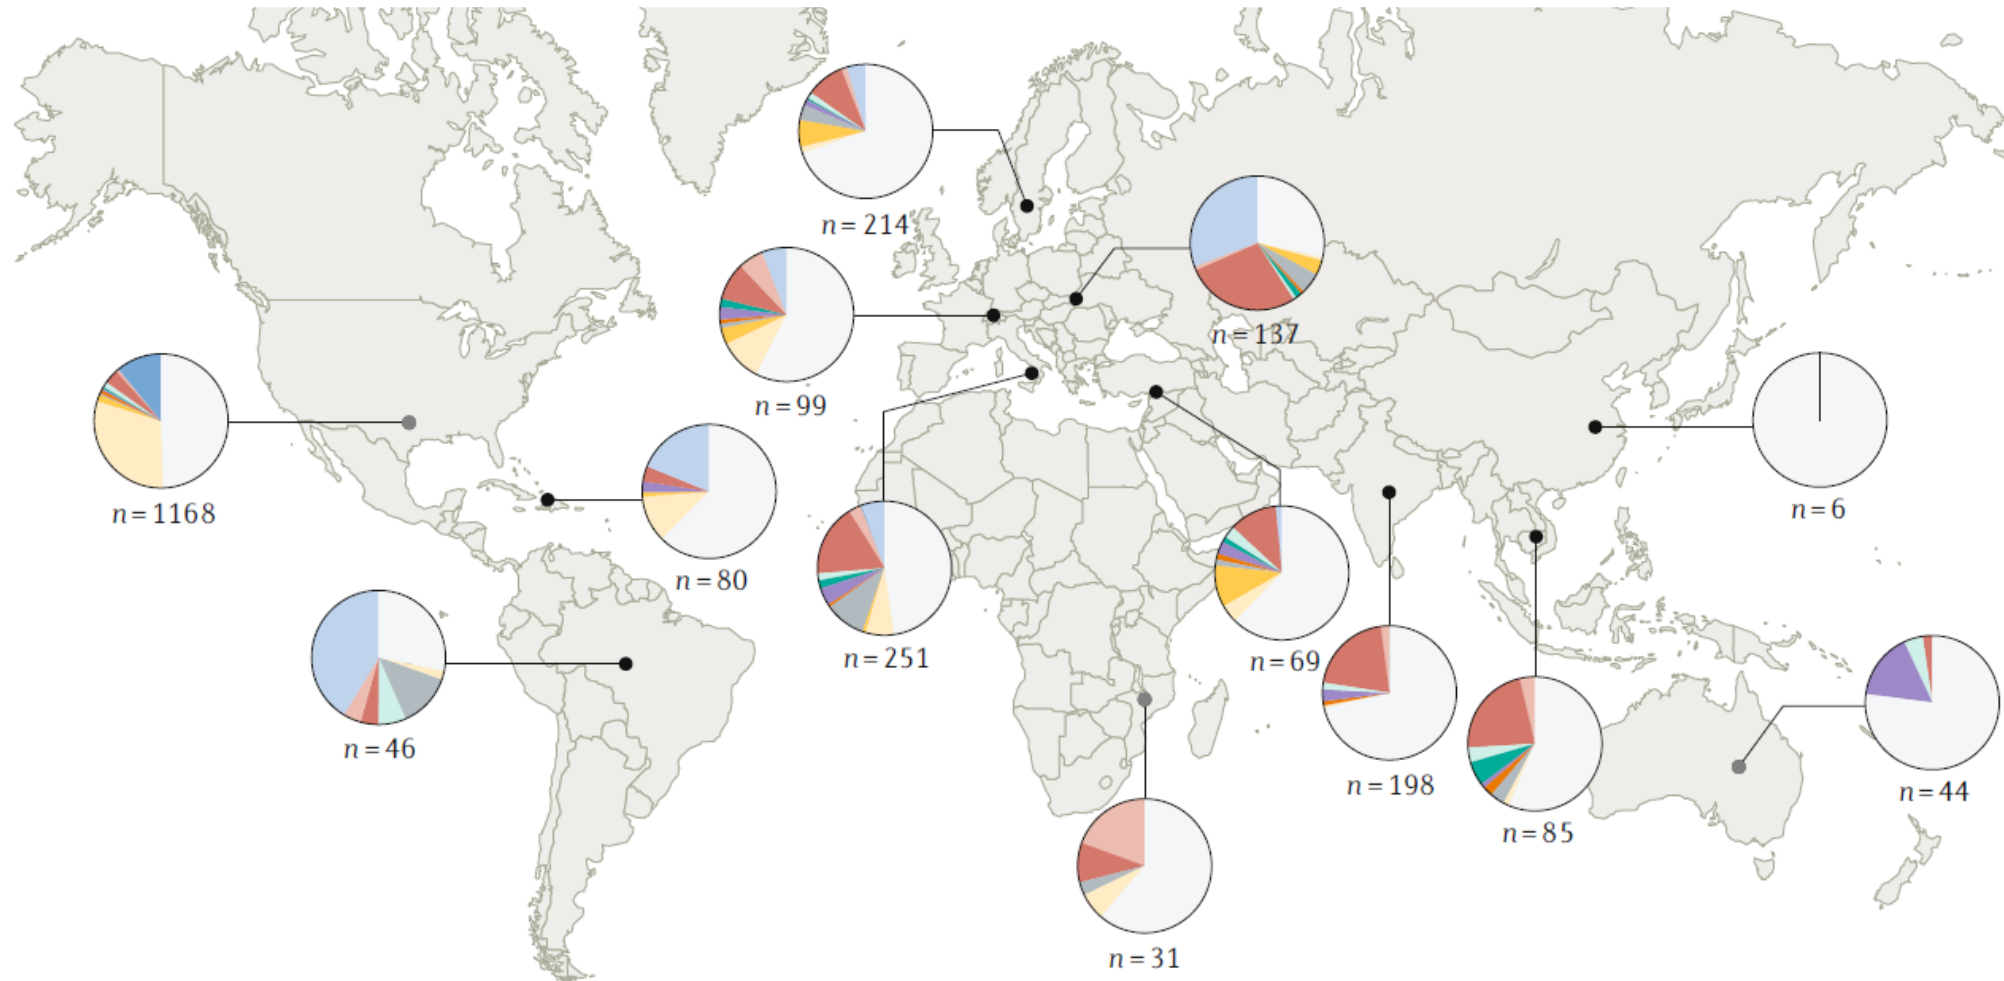 n = 214
n = 137
n = 99
n = 1168
n = 6
n = 80
n = 251
n = 69
n = 46
n = 198
n = 44
n = 85
n = 31